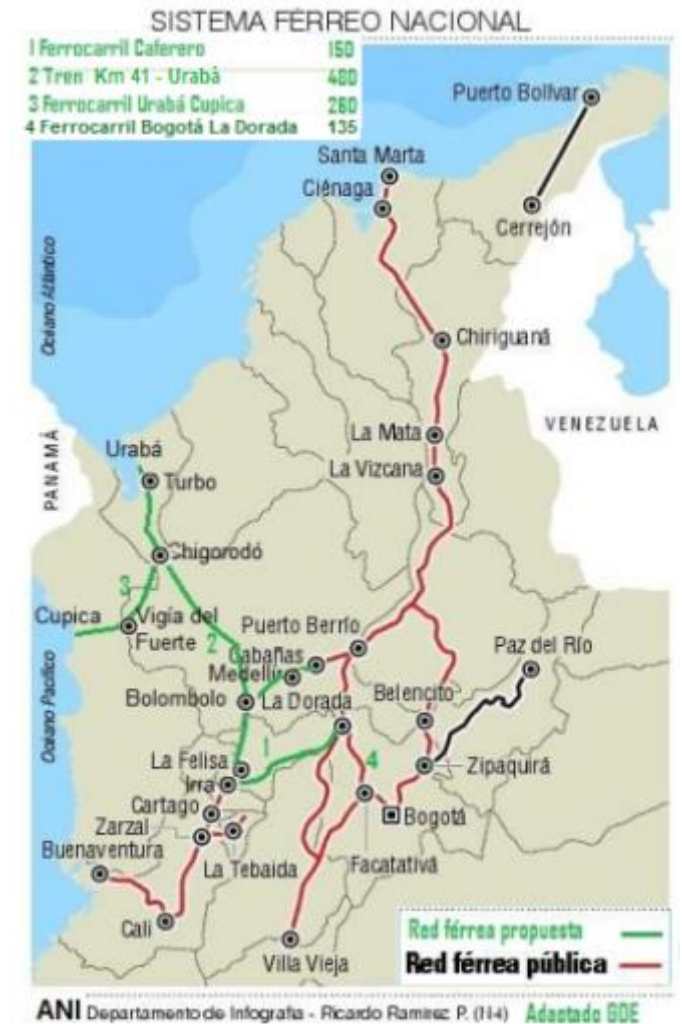 SISTEMA FÉRREO NACIONAL
1 Ferrocarril Caferero 150
2 Tren Km 41 - Urabà 480
3 Ferrocarril Urabá Cupica 260
4 Ferrocarril Bogotá La Dorada 135
Puerto Bolívar
Santa Marta
Ciénaga
Cerrejón
Océano Atlántico
Chiriguaná
VENEZUELA
La Mata
La Vizcana
PANAMÁ
Urabá
Turbo
Chigorodó
3
Cupica
Vigía del
Fuerte
2
Puerto Berrío
Cabañas
Medellín
Paz del Río
Océano Pacífico
Bolombolo
La Dorada
Belencito
1
4
La Felisa
Irra
Zipaquirá
Cartago
Bogotá
Zarzal
Buenaventura
La Tebaida
Facatativá
Cali
Villa Vieja
Red férrea propuesta
Red férrea pública
ANI Departamento de Infografía - Ricardo Ramírez P. (114) Adaptado GDE